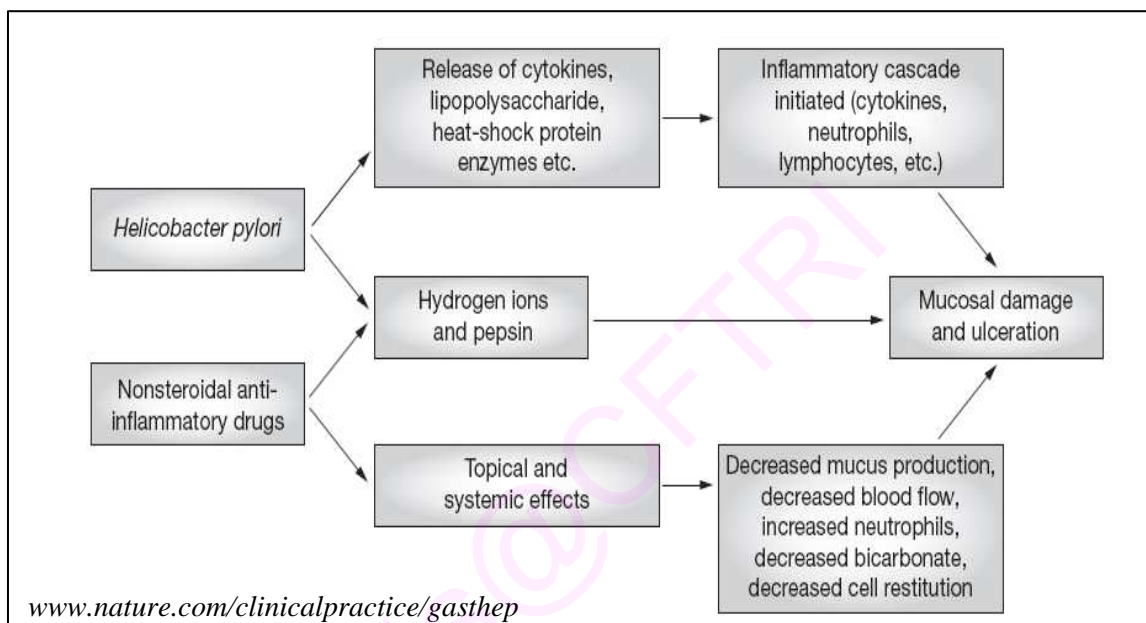 Release of cytokines,
lipopolysaccharide,
heat-shock protein
enzymes etc.
Inflammatory cascade
initiated (cytokines,
neutrophils,
lymphocytes, etc.)
Helicobacter pylori
Hydrogen ions
and pepsin
Mucosal damage
and ulceration
Nonsteroidal anti-
inflammatory drugs
Topical and
systemic effects
Decreased mucus production,
decreased blood flow,
increased neutrophils,
decreased bicarbonate,
decreased cell restitution
www.nature.com/clinicalpractice/gasthep
@CFTRI